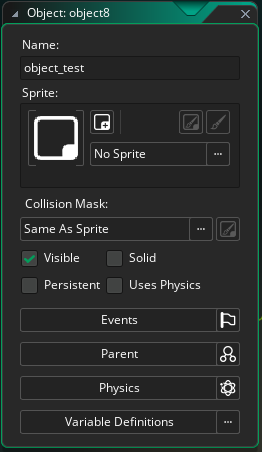 Object: object8
Name:
object_test
Sprite:
No Sprite
Collision Mask:
Same As Sprite
Visible Solid
Persistent Uses Physics
Events
Parent
Physics
Variable Definitions